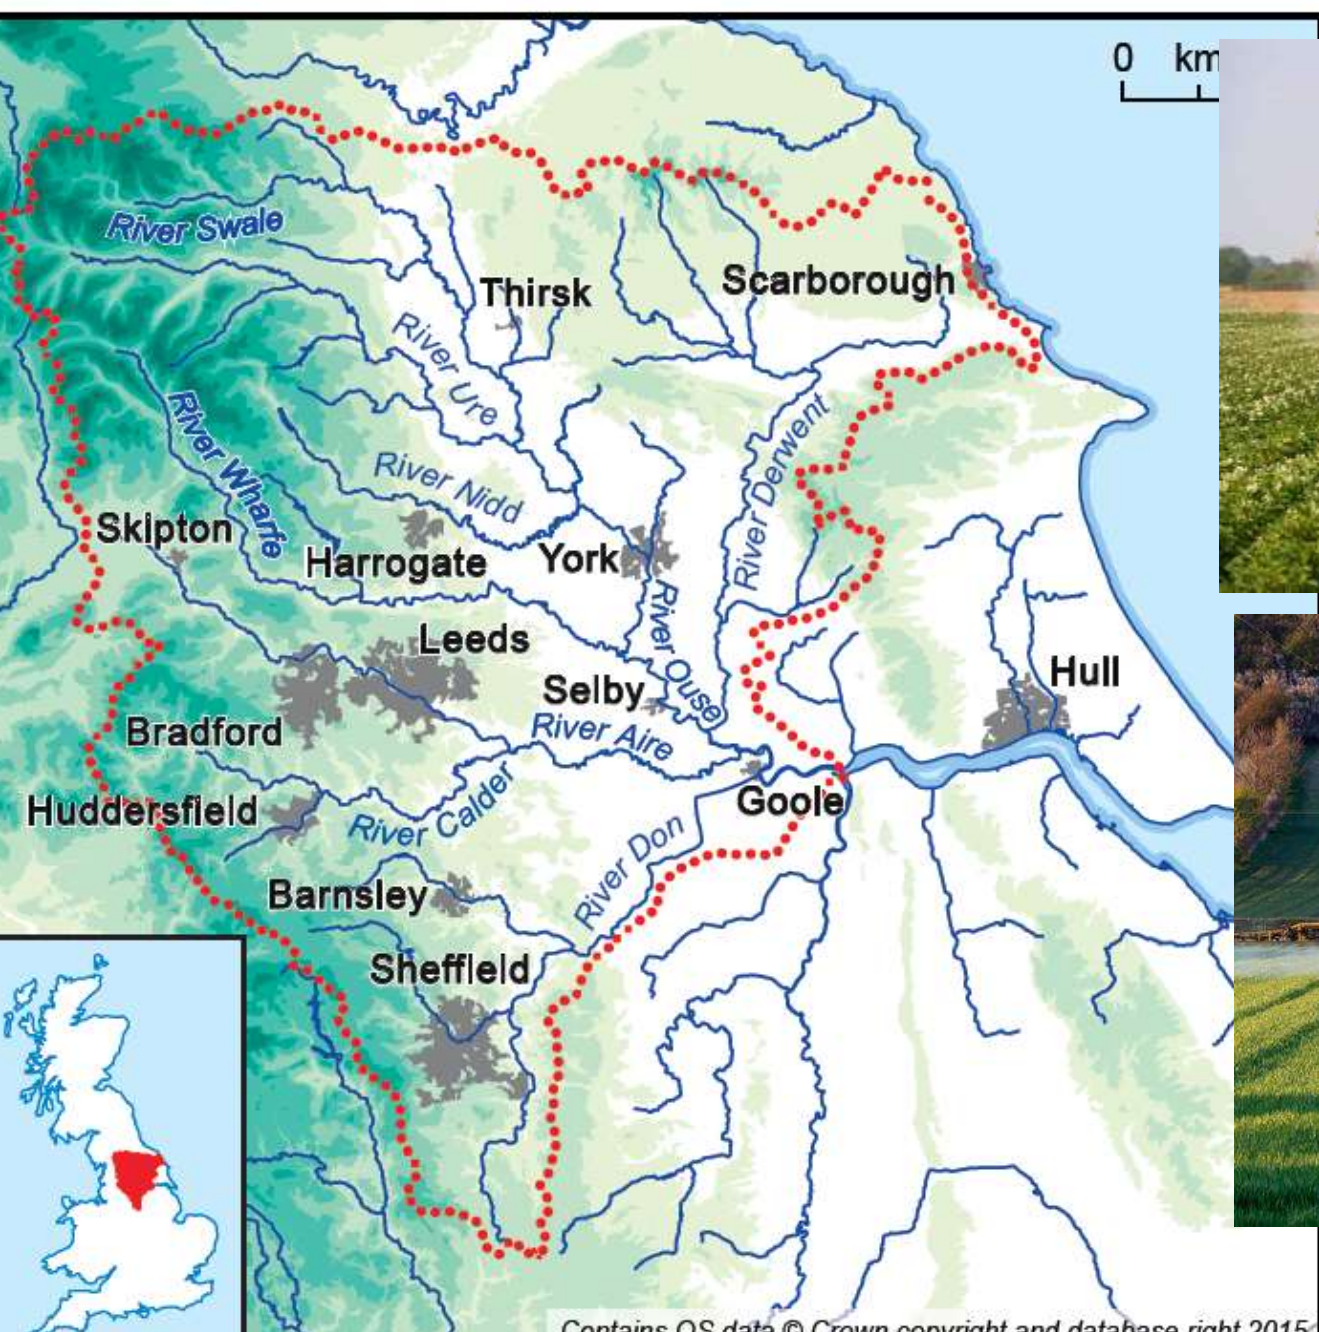 0 km
River Swale
Thirsk
Scarborough
River Ure
River Derwent
River Wharfe
River Nidd
Skipton
Harrogate
York
River Ouse
Leeds
Selby
Hull
Bradford
River Aire
Huddersfield
River Calder
Goole
River Don
Barnsley
Sheffield
Contains OS data © Crown copyright and database right 2015